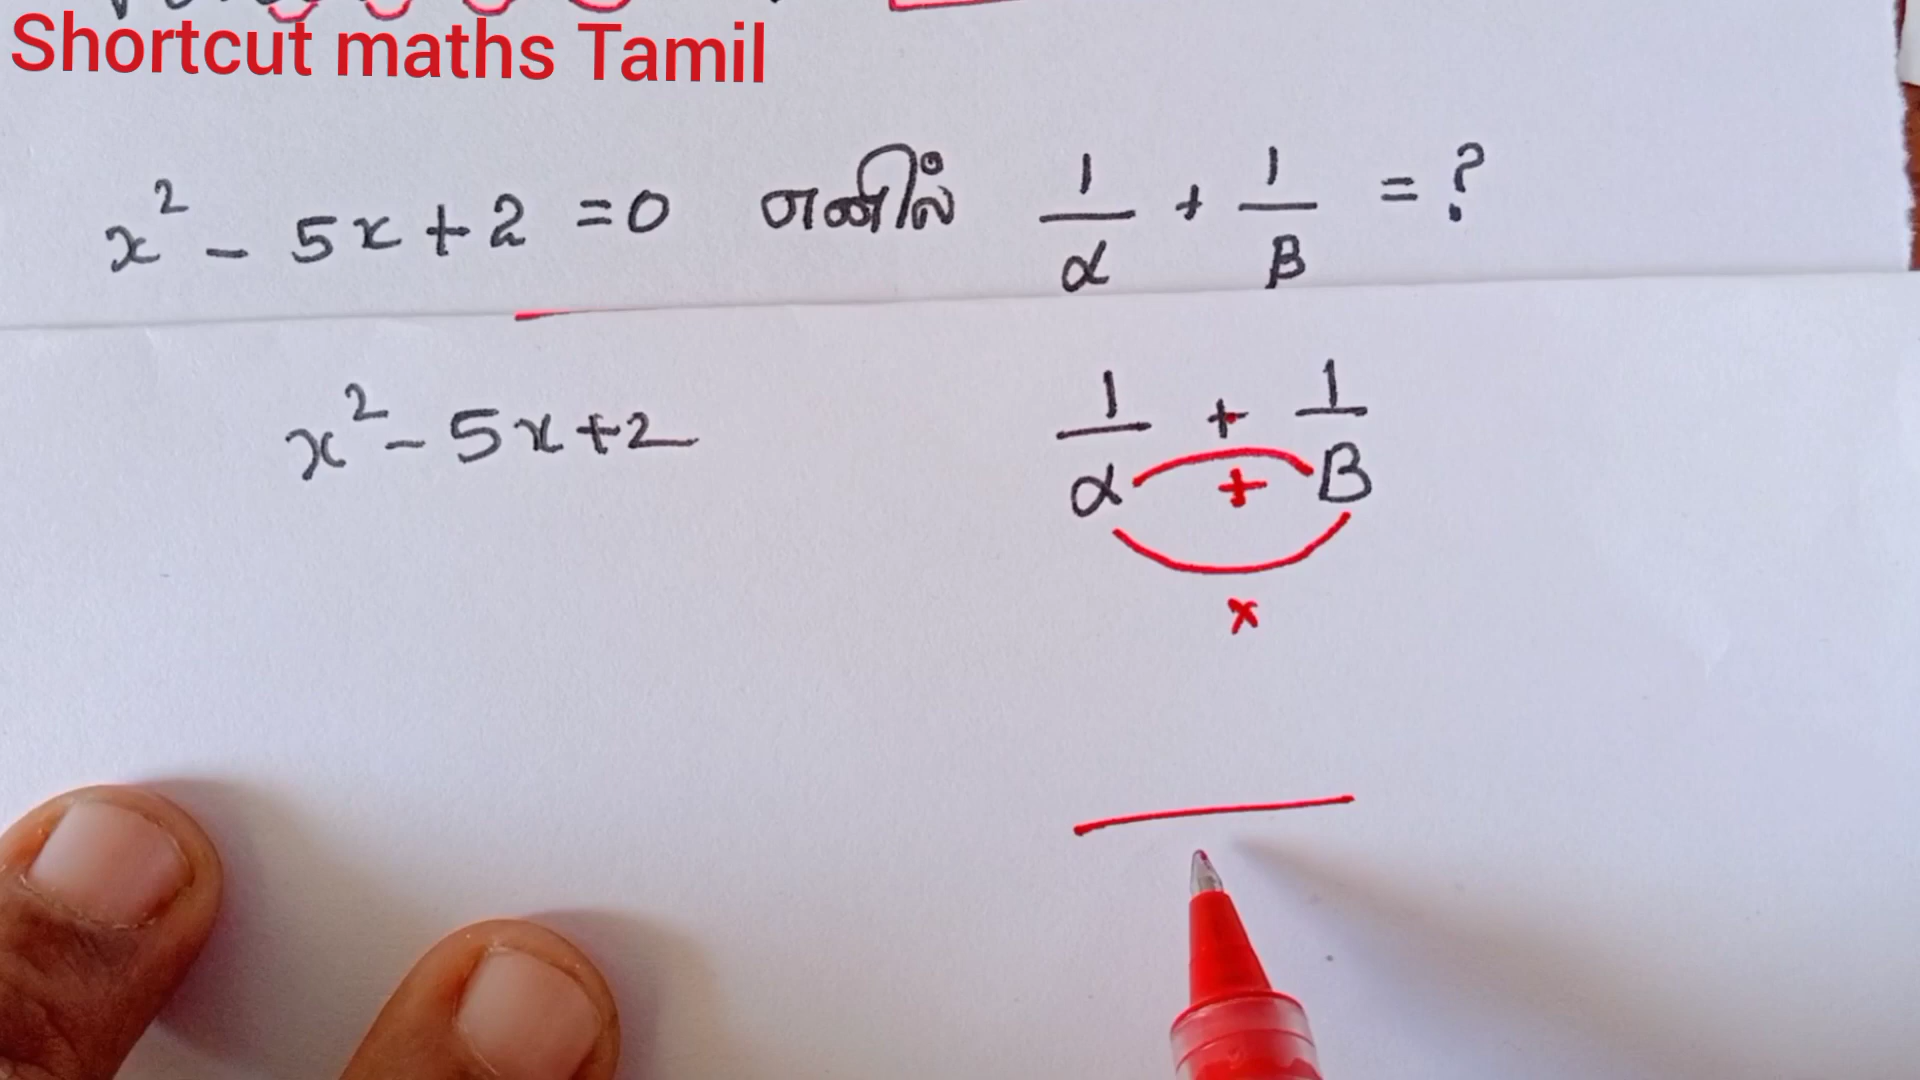 Shortcut maths Tamil
x² - 5x + 2 = 0 எனில் 1/α + 1/β = ?
x² - 5x + 2
1/α + 1/β
+
x